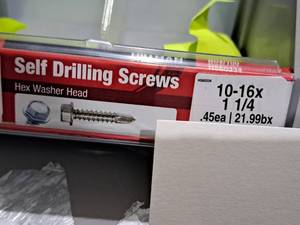 Self Drilling Screws
Hex Washer Head
10-16x
1 1/4
.45ea | 21.99bx